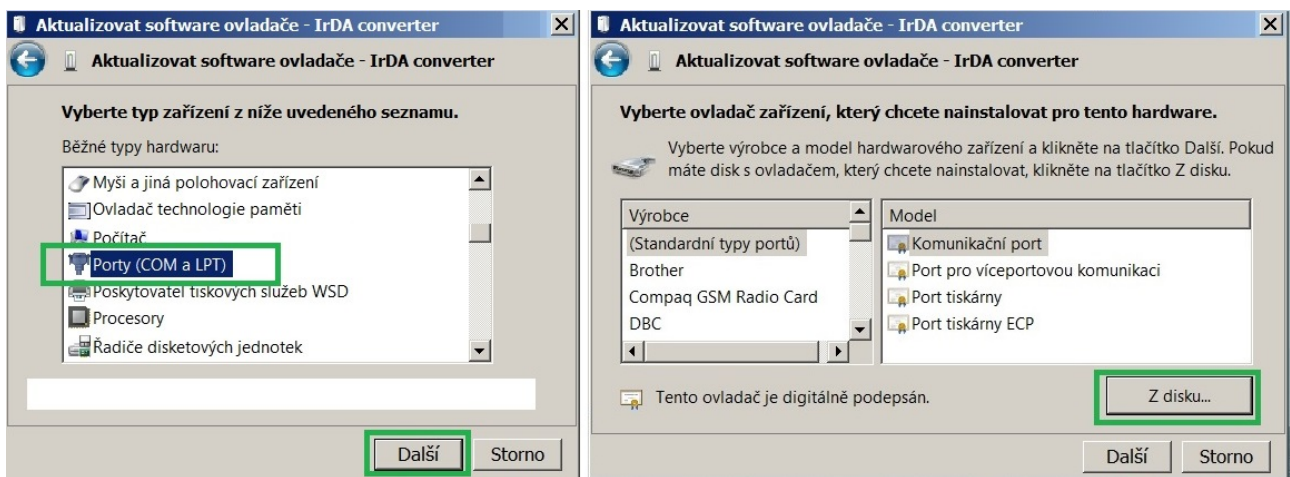 Aktualizovat software ovladače - IrDA converter
Aktualizovat software ovladače - IrDA converter
Vyberte typ zařízení z níže uvedeného seznamu.
Běžné typy hardwaru:
Myši a jiná polohovací zařízení
Ovladač technologie paměti
Počítač
Porty (COM a LPT)
Poskytovatel tiskových služeb WSD
Procesory
Řadiče disketových jednotek
Další
Storno
Aktualizovat software ovladače - IrDA converter
Aktualizovat software ovladače - IrDA converter
Vyberte ovladač zařízení, který chcete nainstalovat pro tento hardware.
Vyberte výrobce a model hardwarového zařízení a klikněte na tlačítko Další. Pokud
máte disk s ovladačem, který chcete nainstalovat, klikněte na tlačítko Z disku.
Výrobce
(Standardní typy portů)
Brother
Compaq GSM Radio Card
DBC
Model
Komunikační port
Port pro víceportovou komunikaci
Port tiskárny
Port tiskárny ECP
Tento ovladač je digitálně podepsán.
Z disku...
Další
Storno